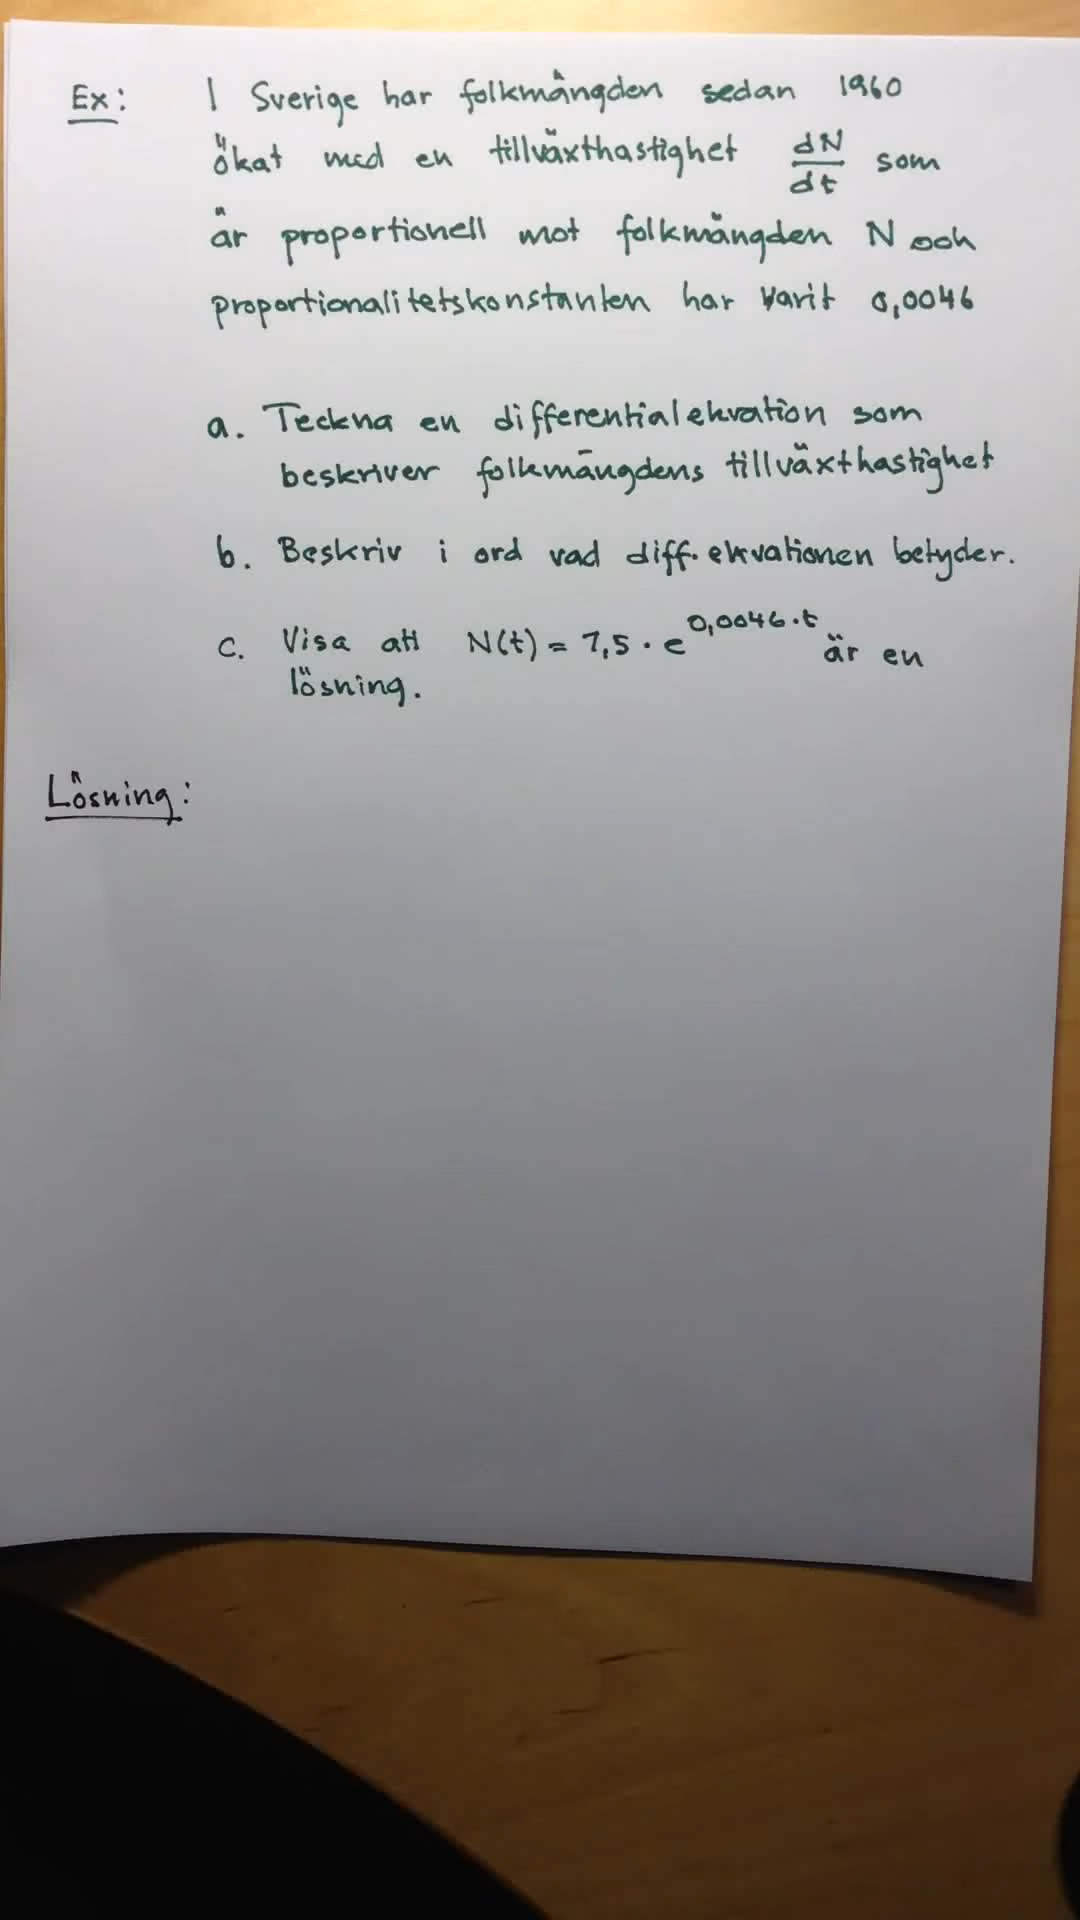 Ex: I Sverige har folkmängden sedan 1960
ökat med en tillväxthastighet dN/dt som
är proportionell mot folkmängden N och
proportionalitetskonstanten har varit 0,0046
a. Teckna en differentialekvation som
beskriver folkmängdens tillväxthastighet
b. Beskriv i ord vad diff.ekvationen betyder.
c. Visa att N(t) = 7,5 · e^{0,0046·t} är en
lösning.
Lösning: